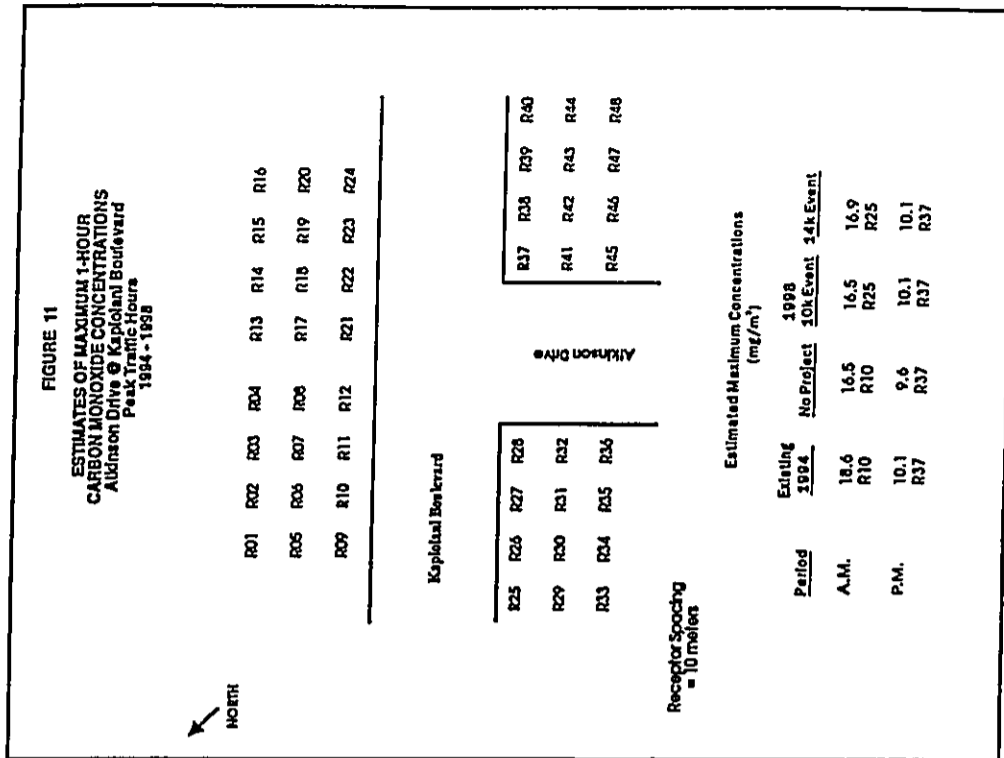 FIGURE 11
ESTIMATES OF MAXIMUM 1-HOUR
CARBON MONOXIDE CONCENTRATIONS
Atkinson Drive @ Kapiolani Boulevard
Peak Traffic Hours
1994 - 1998
NORTH
R01 R02 R03 R04 R13 R14 R15 R16
R05 R06 R07 R08 R17 R18 R19 R20
R09 R10 R11 R12 R21 R22 R23 R24
Kapiolani Boulevard
R25 R26 R27 R28 R37 R38 R39 R40
R29 R30 R31 R32 R41 R42 R43 R44
R33 R34 R35 R36 R45 R46 R47 R48
Atkinson Drive
Receptor Spacing
= 10 meters
Estimated Maximum Concentrations
(mg/m³)
Existing 1998
Period 1994 No Project 10k Event 14k Event
A.M. 18.6 16.5 16.5 16.9
R10 R10 R25 R25
P.M. 10.1 9.6 10.1 10.1
R37 R37 R37 R37